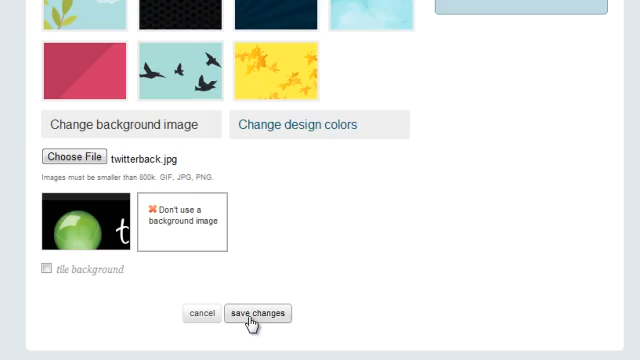 Change background image
Change design colors
Choose File twitterback.jpg
Images must be smaller than 800k. GIF, JPG, PNG.
t
Don't use a
background image
tile background
cancel
save changes